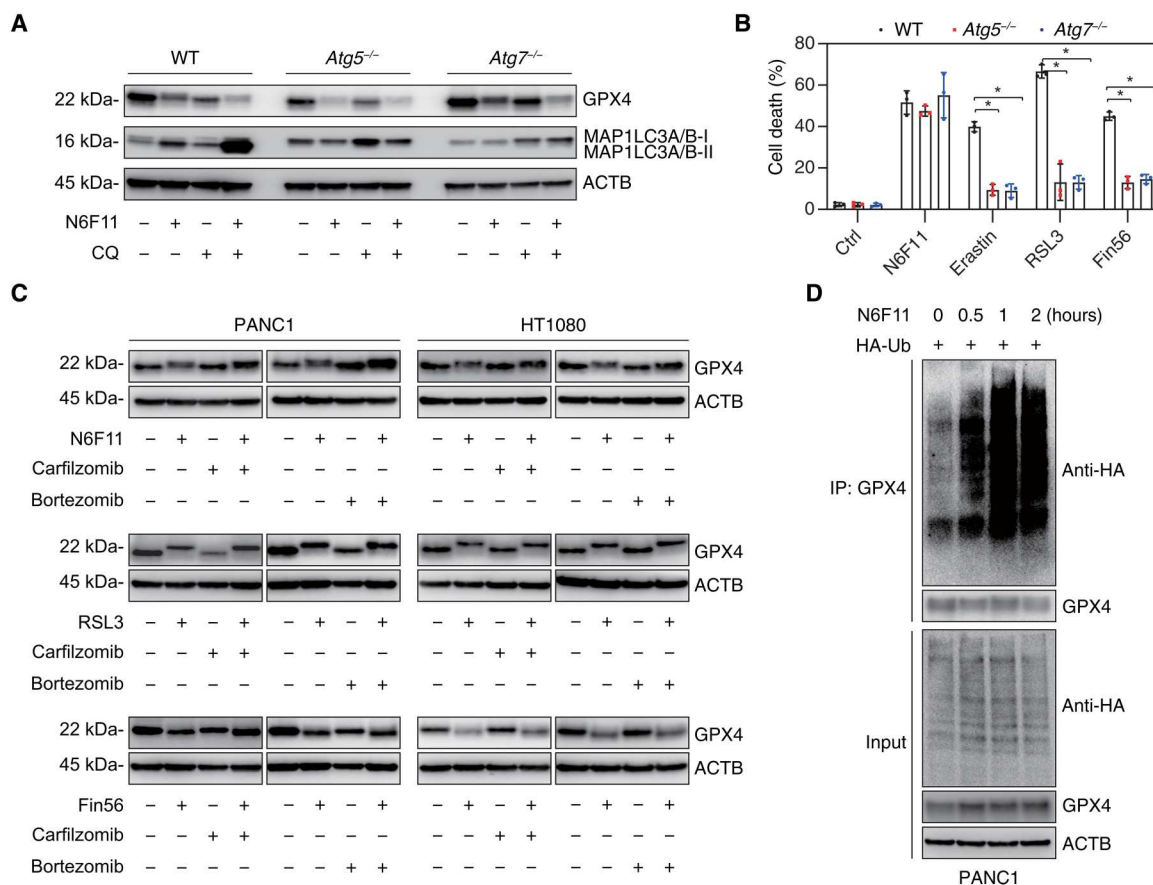 A
WT Atg5–/– Atg7–/–
22 kDa- GPX4
16 kDa- MAP1LC3A/B-I
MAP1LC3A/B-II
45 kDa- ACTB
N6F11 – + – + – + – + – + – +
CQ – – + + – – + + – – + +
B
WT Atg5–/– Atg7–/–
Cell death (%)
80
60
40
20
0
* * * * * *
Ctrl N6F11 Erastin RSL3 Fin56
C
PANC1 HT1080
22 kDa- GPX4
45 kDa- ACTB
N6F11 – + – + – + – + – + – + – + – +
Carfilzomib – – + + – – – – – – + + – – – –
Bortezomib – – – – – – + + – – – – – – + +
22 kDa- GPX4
45 kDa- ACTB
RSL3 – + – + – + – + – + – + – + – +
Carfilzomib – – + + – – – – – – + + – – – –
Bortezomib – – – – – – + + – – – – – – + +
22 kDa- GPX4
45 kDa- ACTB
Fin56 – + – + – + – + – + – + – + – +
Carfilzomib – – + + – – – – – – + + – – – –
Bortezomib – – – – – – + + – – – – – – + +
D
N6F11 0 0.5 1 2 (hours)
HA-Ub + + + +
IP: GPX4
Anti-HA
GPX4
Input
Anti-HA
GPX4
ACTB
PANC1